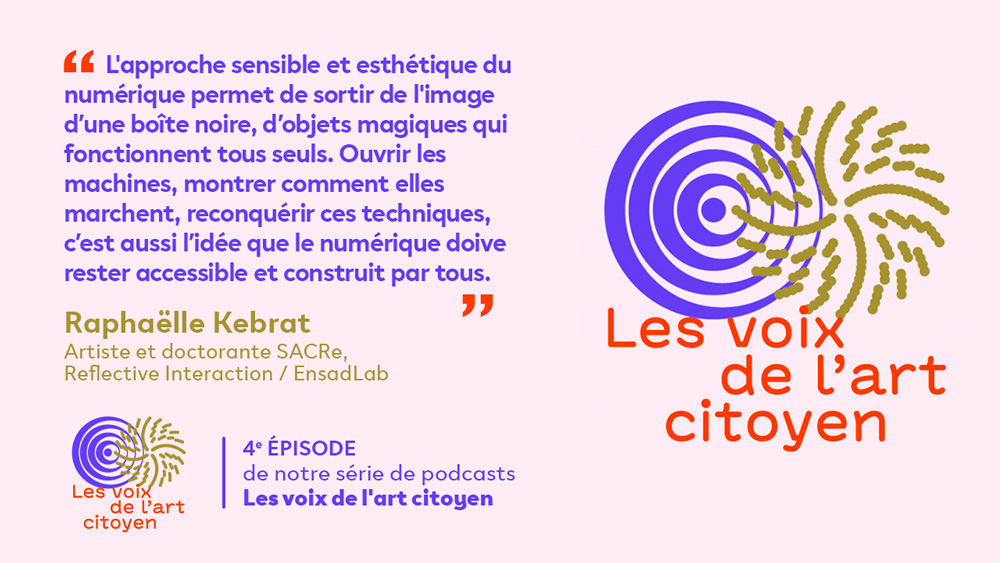 “ L'approche sensible et esthétique du
numérique permet de sortir de l'image
d’une boîte noire, d’objets magiques qui
fonctionnent tous seuls. Ouvrir les
machines, montrer comment elles
marchent, reconquérir ces techniques,
c’est aussi l’idée que le numérique doive
rester accessible et construit par tous.
”
Raphaëlle Kebrat
Artiste et doctorante SACRe,
Reflective Interaction / EnsadLab
Les voix
de l’art
citoyen
4e ÉPISODE
de notre série de podcasts
Les voix de l'art citoyen
Les voix
de l’art
citoyen